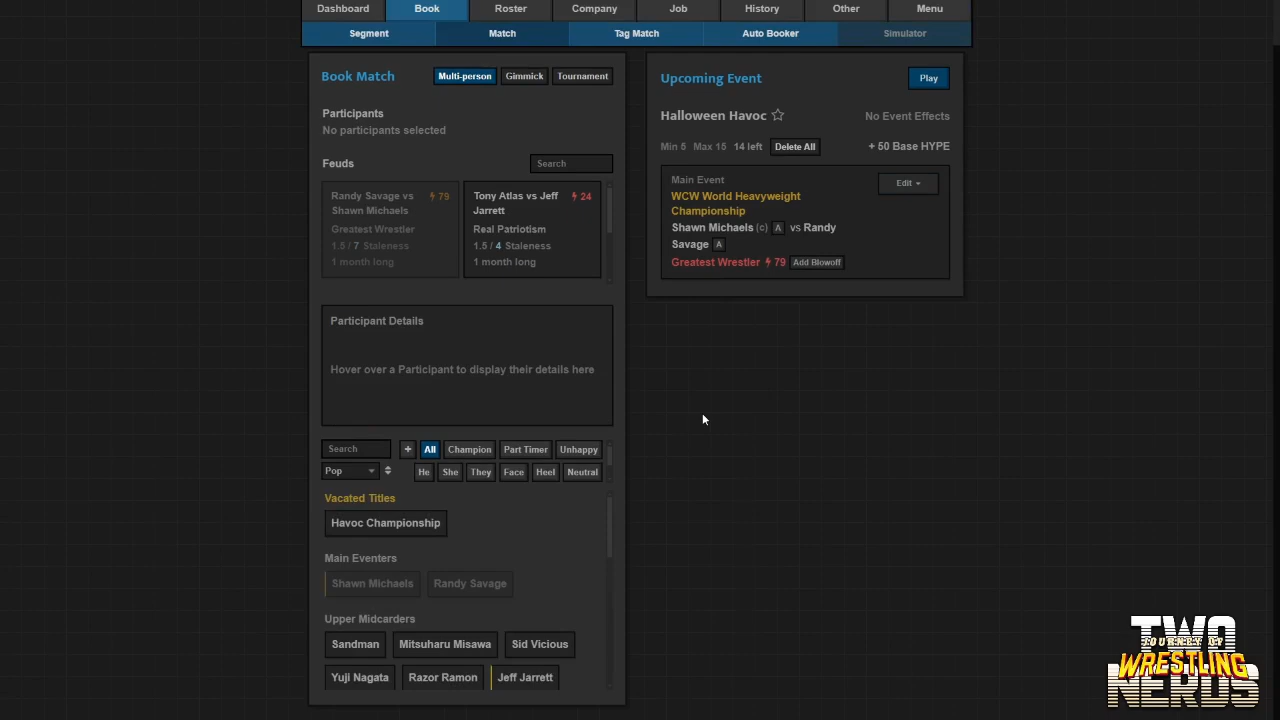 Dashboard Book Roster Company Job History Other Menu
Segment Match Tag Match Auto Booker Simulator
Book Match Multi-person Gimmick Tournament
Participants
No participants selected
Feuds Search
Randy Savage vs Shawn Michaels 79
Greatest Wrestler
1.5 / 7 Staleness
1 month long
Tony Atlas vs Jeff Jarrett 24
Real Patriotism
1.5 / 4 Staleness
1 month long
Participant Details
Hover over a Participant to display their details here
Search + All Champion Part Timer Unhappy
Pop He She They Face Heel Neutral
Vacated Titles
Havoc Championship
Main Eventers
Shawn Michaels Randy Savage
Upper Midcarders
Sandman Mitsuharu Misawa Sid Vicious
Yuji Nagata Razor Ramon Jeff Jarrett
Upcoming Event Play
Halloween Havoc No Event Effects
Min 5 Max 15 14 left Delete All + 50 Base HYPE
Main Event Edit
WCW World Heavyweight
Championship
Shawn Michaels (c) A vs Randy
Savage A
Greatest Wrestler 79 Add Blowoff
TWO
JOURNEY OF
WRESTLING
NERDS